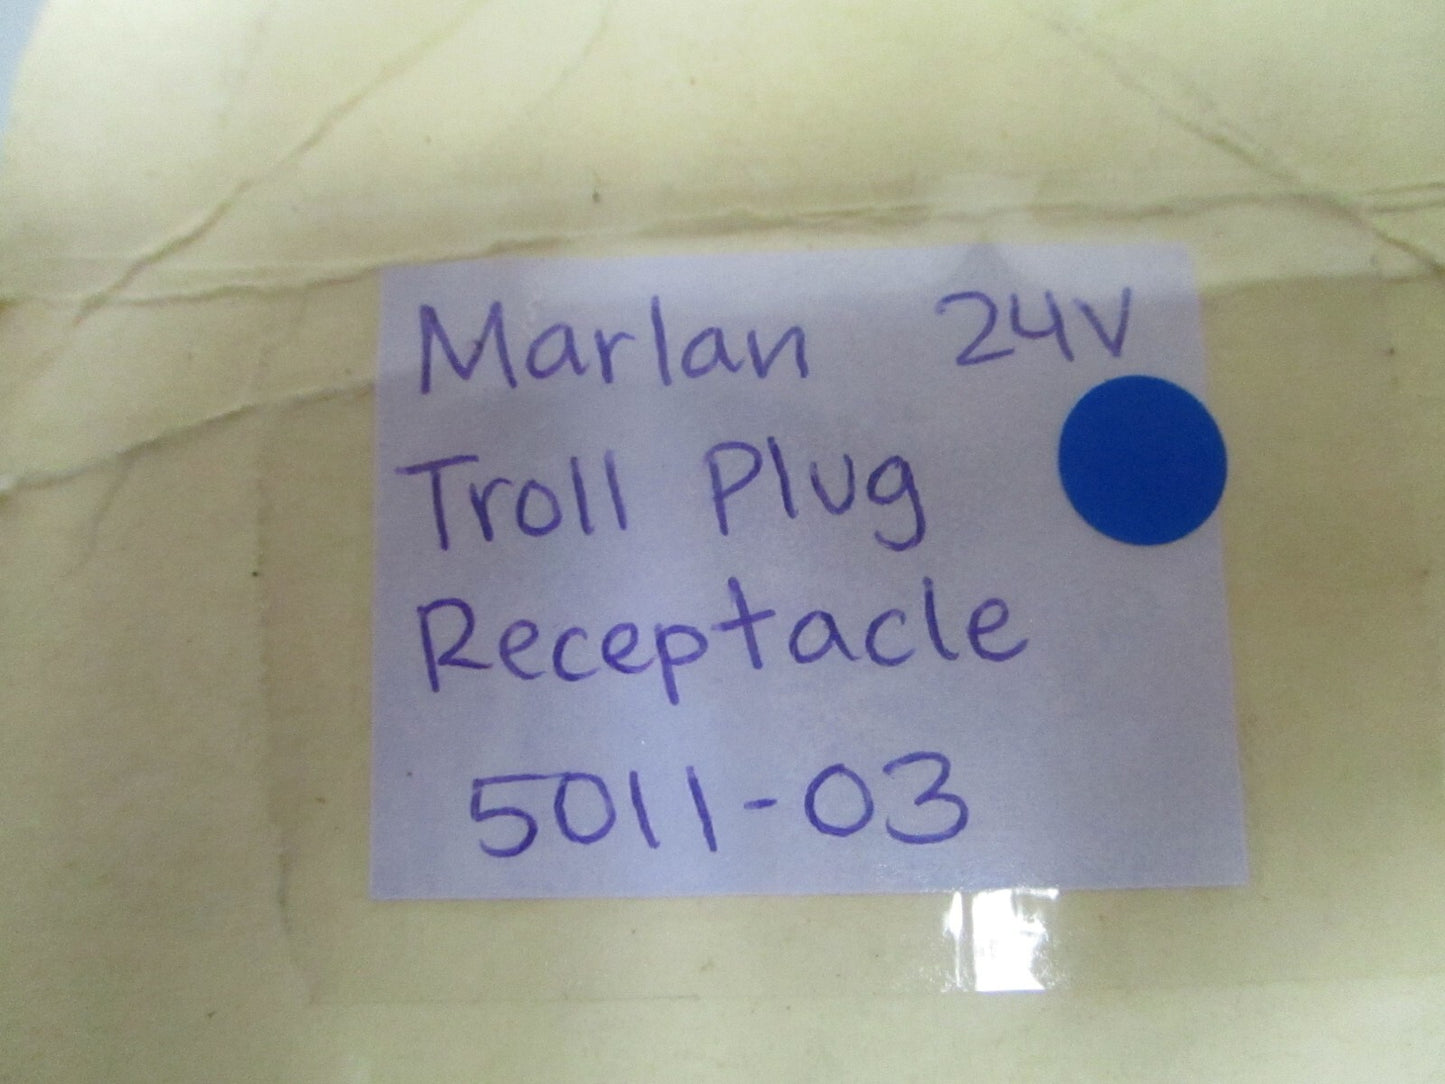 Marlan 24V
Troll Plug
Receptacle
5011-03